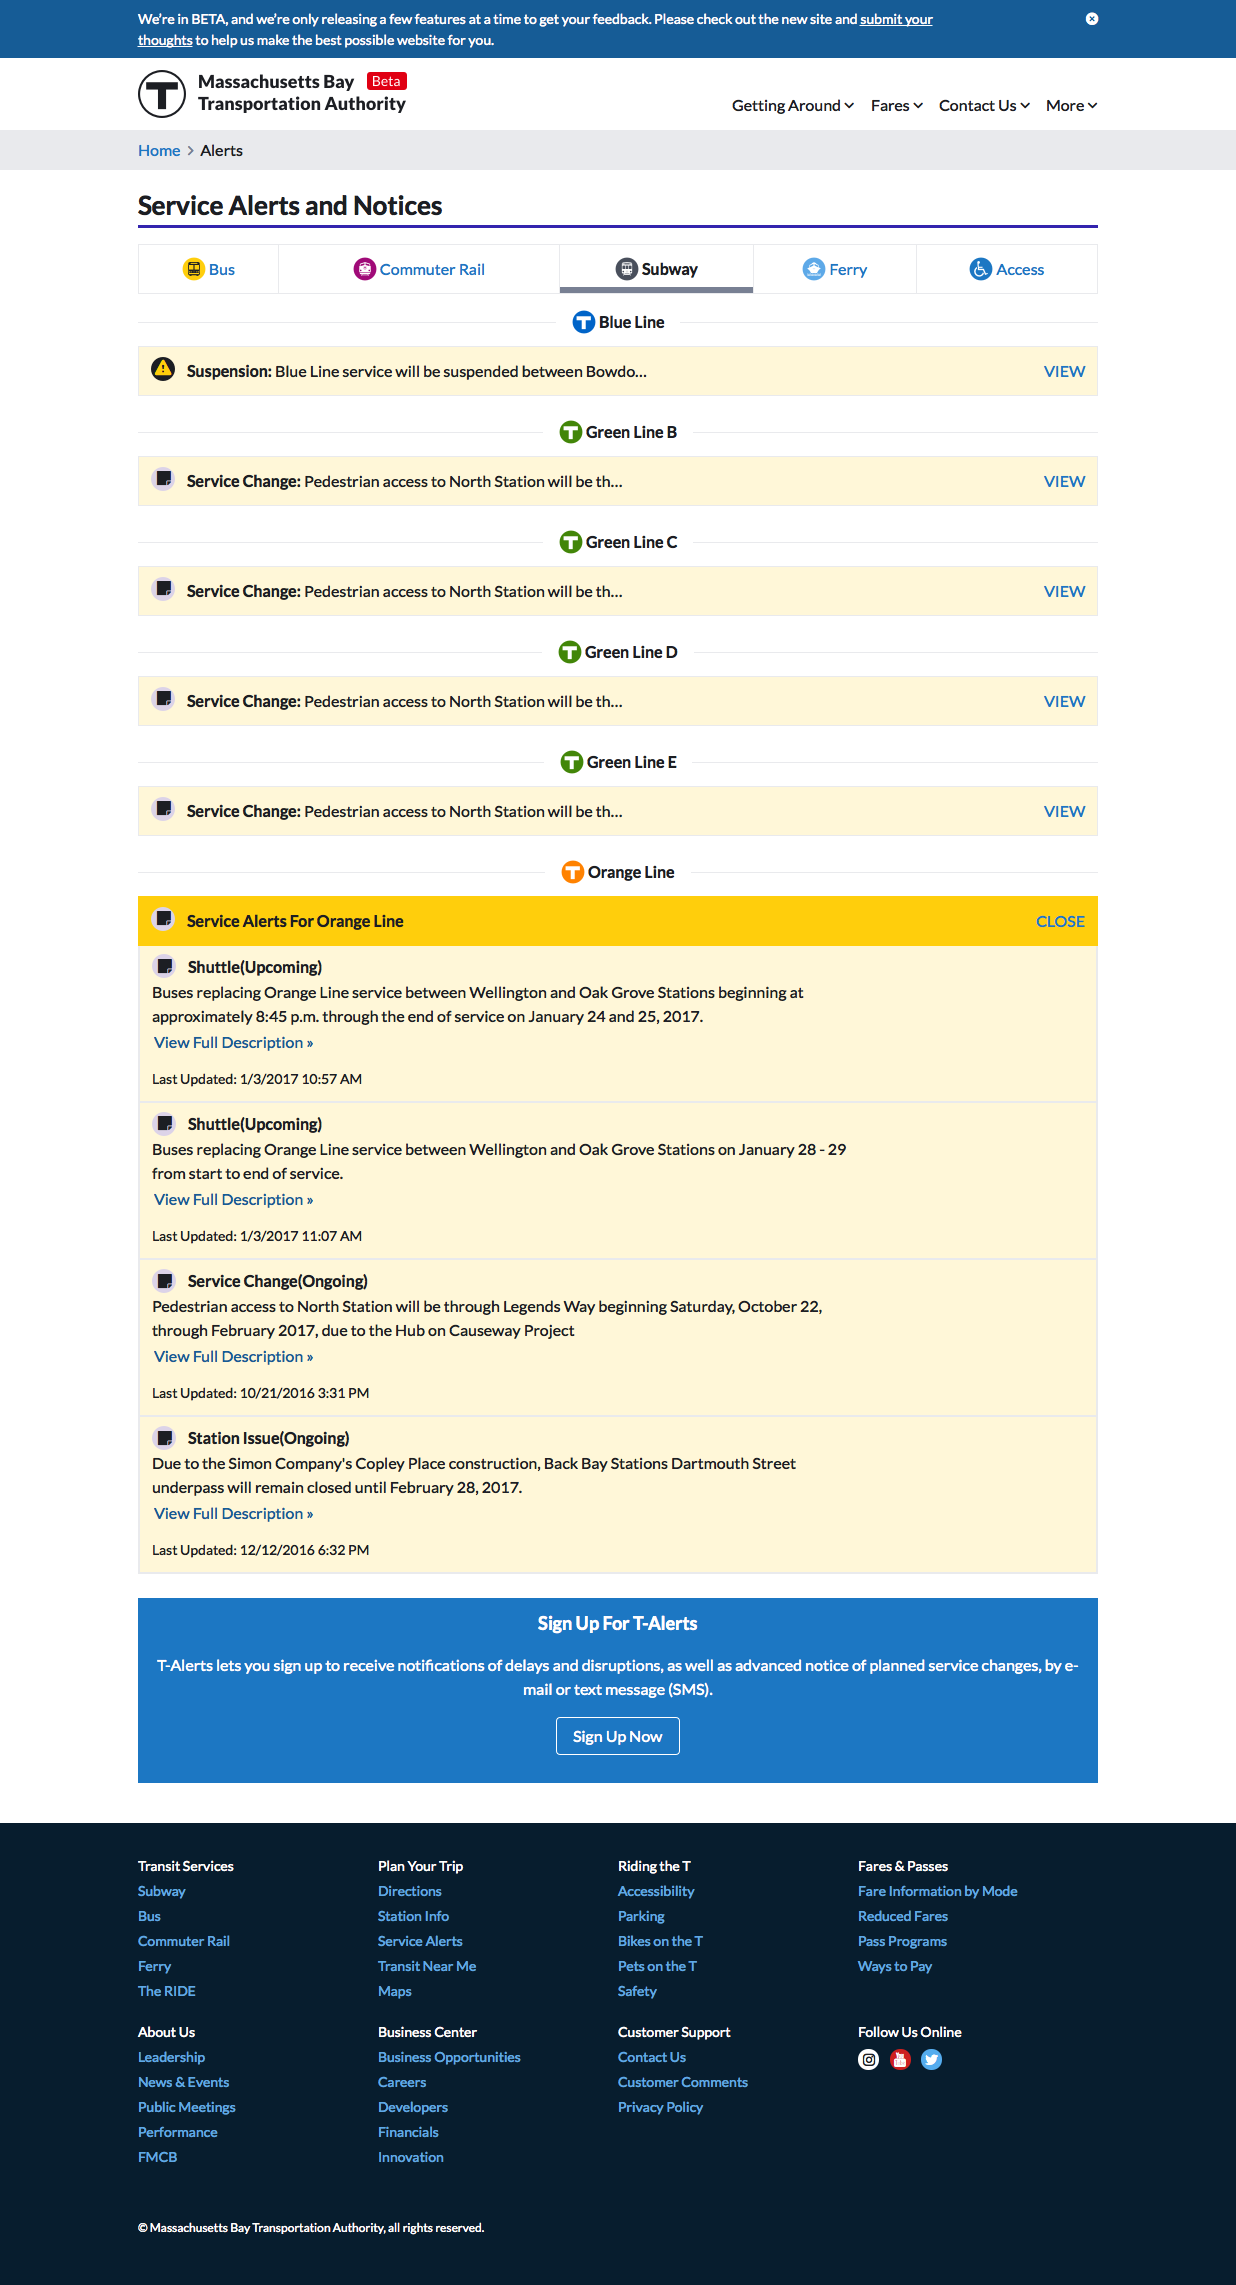 We're in BETA, and we're only releasing a few features at a time to get your feedback. Please check out the new site and submit your
thoughts to help us make the best possible website for you.
Massachusetts Bay Beta
Transportation Authority
Getting Around Fares Contact Us More
Home > Alerts
Service Alerts and Notices
Bus Commuter Rail Subway Ferry Access
T Blue Line
Suspension: Blue Line service will be suspended between Bowdo... VIEW
T Green Line B
Service Change: Pedestrian access to North Station will be th... VIEW
T Green Line C
Service Change: Pedestrian access to North Station will be th... VIEW
T Green Line D
Service Change: Pedestrian access to North Station will be th... VIEW
T Green Line E
Service Change: Pedestrian access to North Station will be th... VIEW
T Orange Line
Service Alerts For Orange Line CLOSE
Shuttle(Upcoming)
Buses replacing Orange Line service between Wellington and Oak Grove Stations beginning at
approximately 8:45 p.m. through the end of service on January 24 and 25, 2017.
View Full Description »
Last Updated: 1/3/2017 10:57 AM
Shuttle(Upcoming)
Buses replacing Orange Line service between Wellington and Oak Grove Stations on January 28 - 29
from start to end of service.
View Full Description »
Last Updated: 1/3/2017 11:07 AM
Service Change(Ongoing)
Pedestrian access to North Station will be through Legends Way beginning Saturday, October 22,
through February 2017, due to the Hub on Causeway Project
View Full Description »
Last Updated: 10/21/2016 3:31 PM
Station Issue(Ongoing)
Due to the Simon Company's Copley Place construction, Back Bay Stations Dartmouth Street
underpass will remain closed until February 28, 2017.
View Full Description »
Last Updated: 12/12/2016 6:32 PM
Sign Up For T-Alerts
T-Alerts lets you sign up to receive notifications of delays and disruptions, as well as advanced notice of planned service changes, by e-
mail or text message (SMS).
Sign Up Now
Transit Services
Subway
Bus
Commuter Rail
Ferry
The RIDE
Plan Your Trip
Directions
Station Info
Service Alerts
Transit Near Me
Maps
Riding the T
Accessibility
Parking
Bikes on the T
Pets on the T
Safety
Fares & Passes
Fare Information by Mode
Reduced Fares
Pass Programs
Ways to Pay
About Us
Leadership
News & Events
Public Meetings
Performance
FMCB
Business Center
Business Opportunities
Careers
Developers
Financials
Innovation
Customer Support
Contact Us
Customer Comments
Privacy Policy
Follow Us Online
© Massachusetts Bay Transportation Authority, all rights reserved.